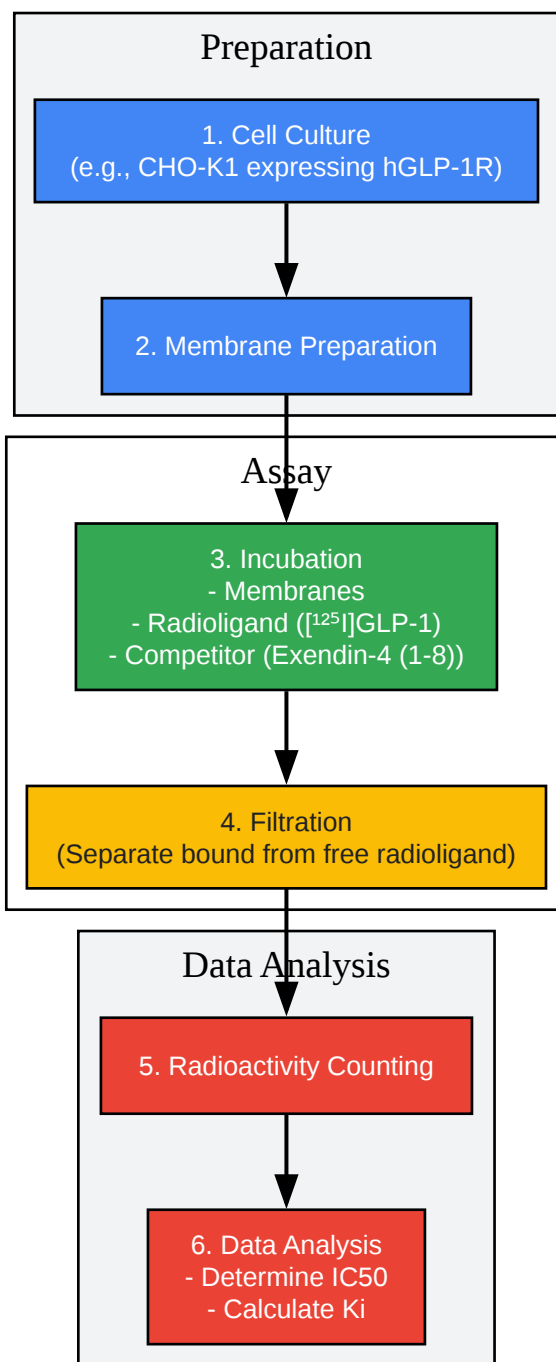 Preparation
1. Cell Culture
(e.g., CHO-K1 expressing hGLP-1R)
2. Membrane Preparation
Assay
3. Incubation
- Membranes
- Radioligand ([¹²⁵I]GLP-1)
- Competitor (Exendin-4 (1-8))
4. Filtration
(Separate bound from free radioligand)
Data Analysis
5. Radioactivity Counting
6. Data Analysis
- Determine IC50
- Calculate Ki